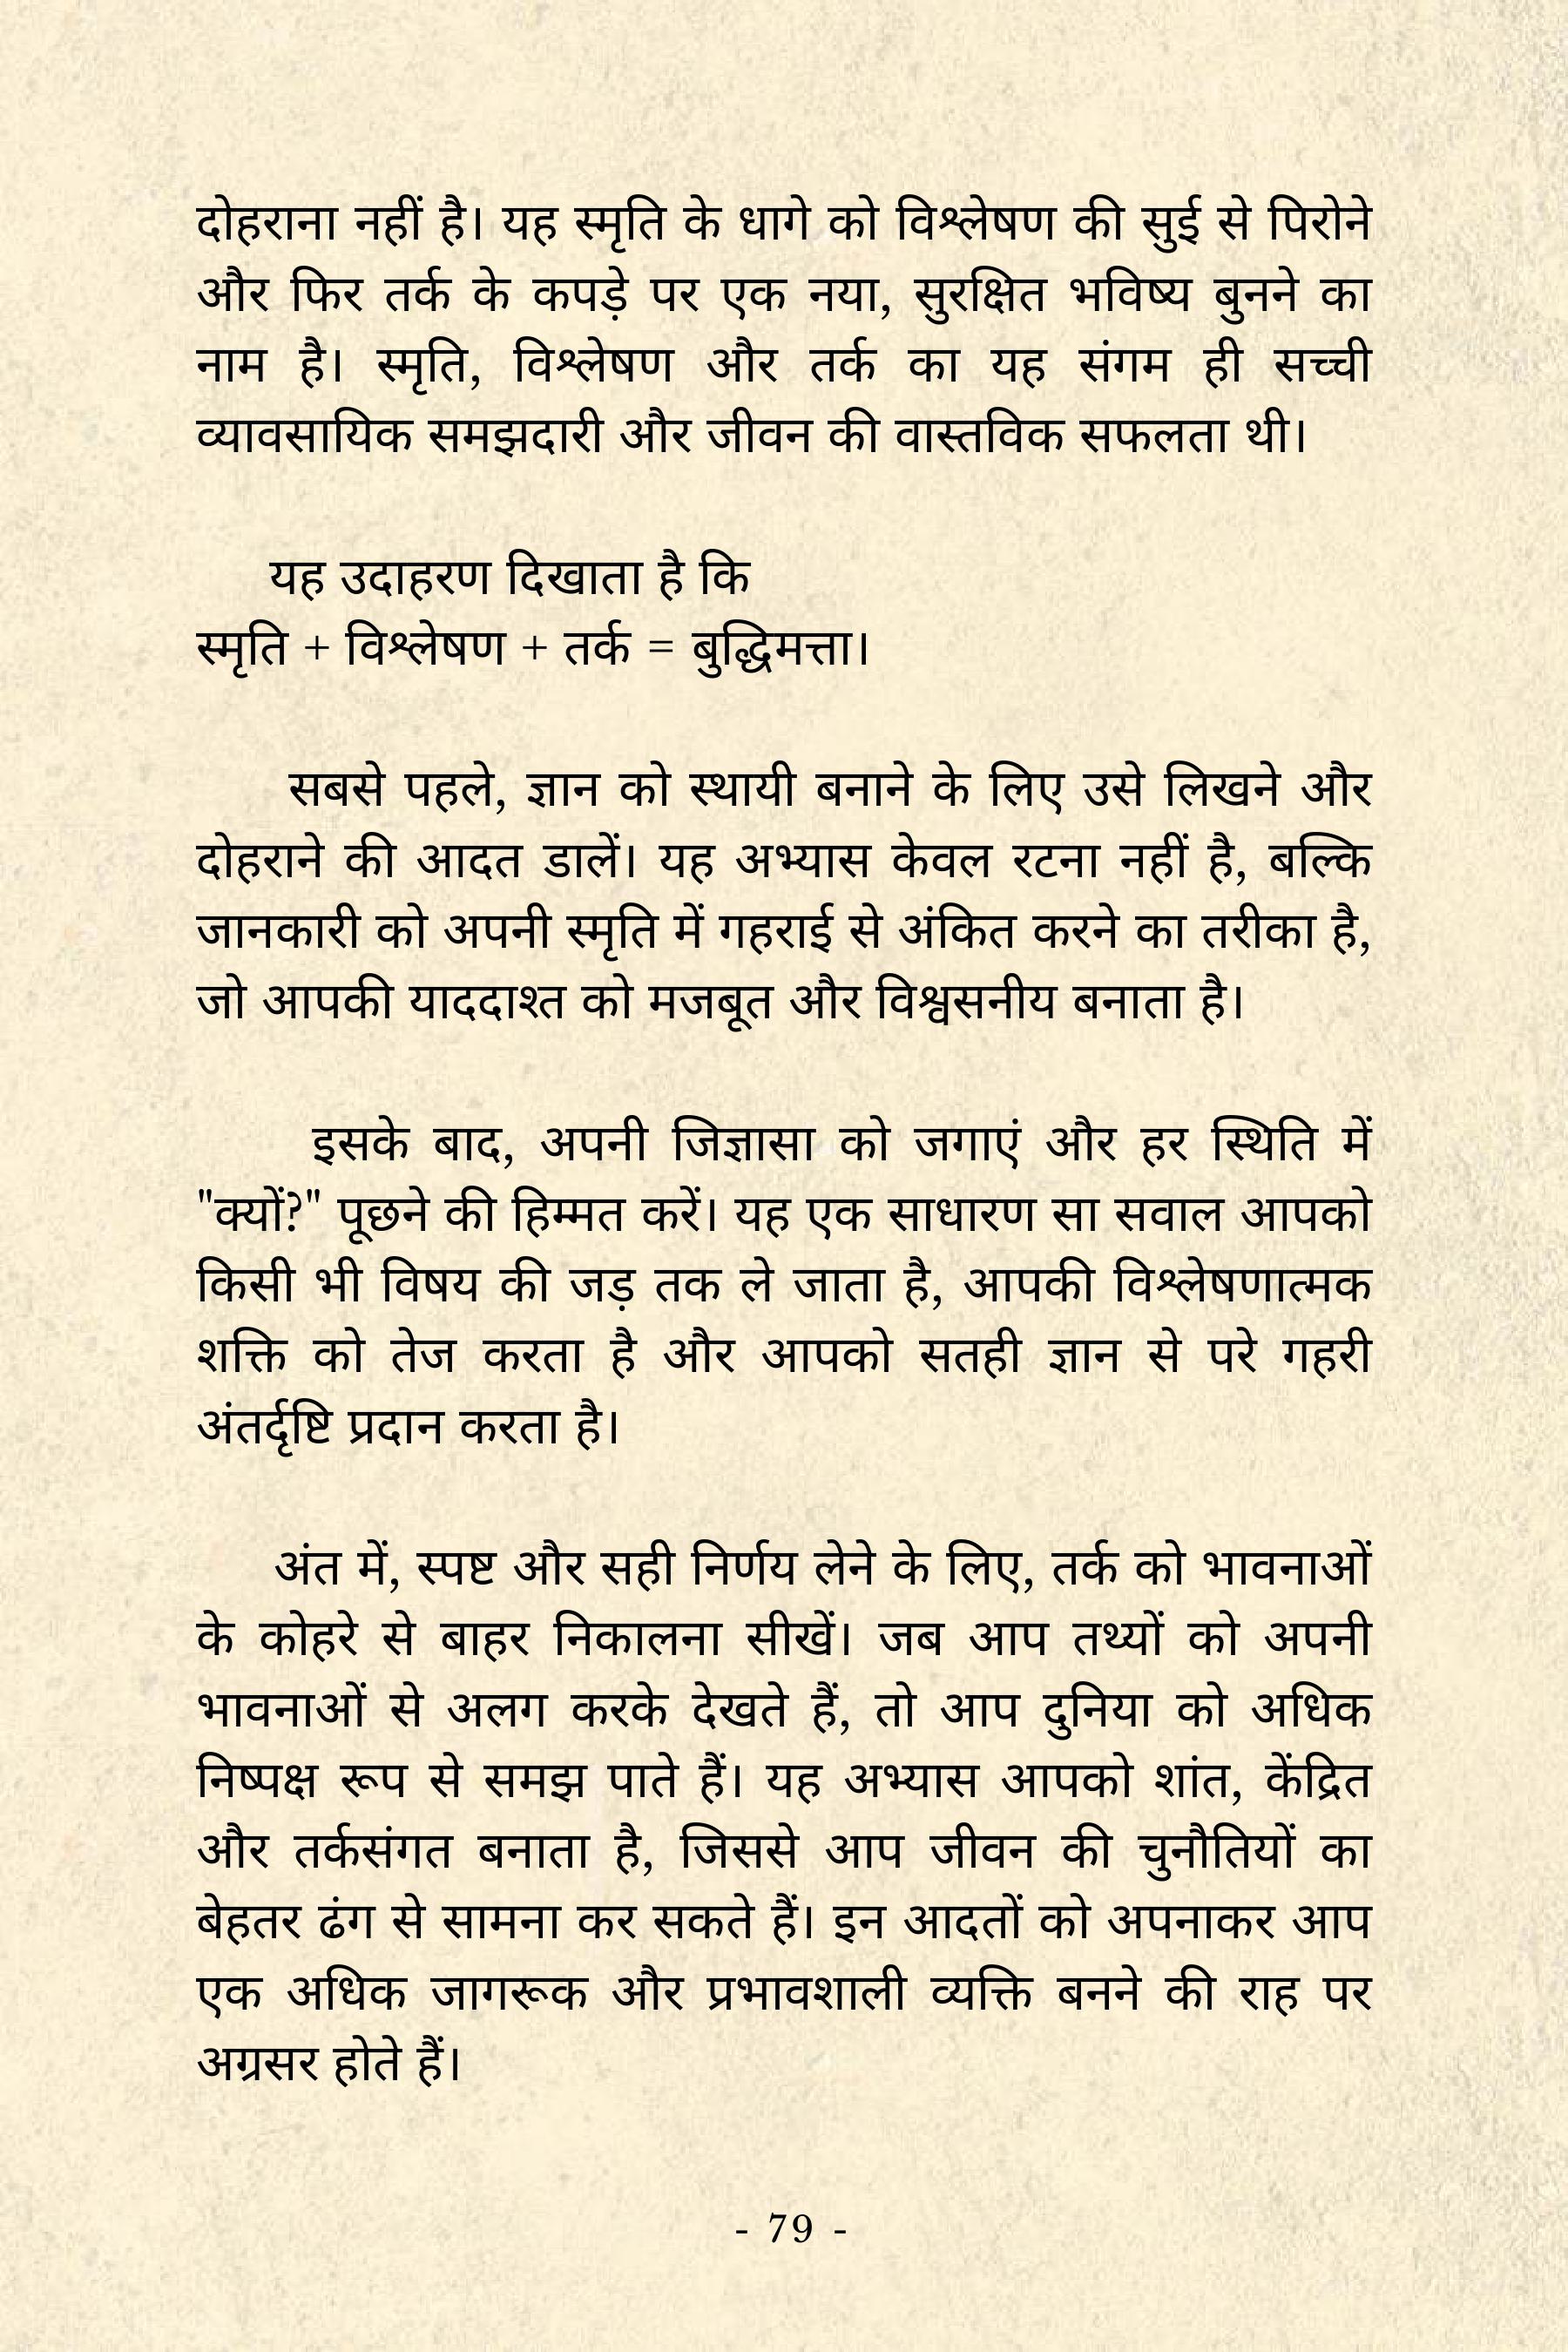 दोहराना नहीं है। यह स्मृति के धागे को विश्लेषण की सुई से पिरोने
और फिर तर्क के कपड़े पर एक नया, सुरक्षित भविष्य बुनने का
नाम है। स्मृति, विश्लेषण और तर्क का यह संगम ही सच्ची
व्यावसायिक समझदारी और जीवन की वास्तविक सफलता थी।
यह उदाहरण दिखाता है कि
स्मृति + विश्लेषण + तर्क = बुद्धिमत्ता।
सबसे पहले, ज्ञान को स्थायी बनाने के लिए उसे लिखने और
दोहराने की आदत डालें। यह अभ्यास केवल रटना नहीं है, बल्कि
जानकारी को अपनी स्मृति में गहराई से अंकित करने का तरीका है,
जो आपकी याददाश्त को मजबूत और विश्वसनीय बनाता है।
इसके बाद, अपनी जिज्ञासा को जगाएं और हर स्थिति में
"क्यों?" पूछने की हिम्मत करें। यह एक साधारण सा सवाल आपको
किसी भी विषय की जड़ तक ले जाता है, आपकी विश्लेषणात्मक
शक्ति को तेज करता है और आपको सतही ज्ञान से परे गहरी
अंतर्दृष्टि प्रदान करता है।
अंत में, स्पष्ट और सही निर्णय लेने के लिए, तर्क को भावनाओं
के कोहरे से बाहर निकालना सीखें। जब आप तथ्यों को अपनी
भावनाओं से अलग करके देखते हैं, तो आप दुनिया को अधिक
निष्पक्ष रूप से समझ पाते हैं। यह अभ्यास आपको शांत, केंद्रित
और तर्कसंगत बनाता है, जिससे आप जीवन की चुनौतियों का
बेहतर ढंग से सामना कर सकते हैं। इन आदतों को अपनाकर आप
एक अधिक जागरूक और प्रभावशाली व्यक्ति बनने की राह पर
अग्रसर होते हैं।
- 79 -